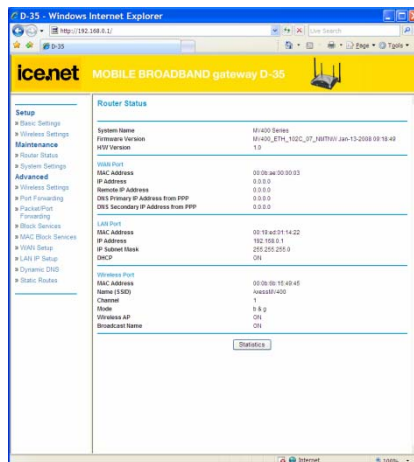 D-35 - Windows Internet Explorer
http://192.168.0.1/
Live Search
D-35
Page
Tools
ice.net
MOBILE BROADBAND gateway D-35
Setup
Basic Settings
Wireless Settings
Maintenance
Router Status
System Settings
Advanced
Wireless Settings
Port Forwarding
Packet/Port
Forwarding
Block Services
MAC Block Services
WAN Setup
LAN IP Setup
Dynamic DNS
Static Routes
Router Status
System Name MV400 Series
Firmware Version
H/W Version 1.0
WAN Port
MAC Address
IP Address 0.0.0.0
Remote IP Address 0.0.0.0
DNS Primary IP Address from PPP 0.0.0.0
DNS Secondary IP Address from PPP 0.0.0.0
LAN Port
MAC Address 00:19:ed:01:14:22
IP Address 192.168.0.1
IP Subnet Mask 255.255.255.0
DHCP ON
Wireless Port
MAC Address
Name (SSID) AxessMV400
Channel 1
Mode b & g
Wireless AP ON
Broadcast Name ON
Statistics
Internet
100%